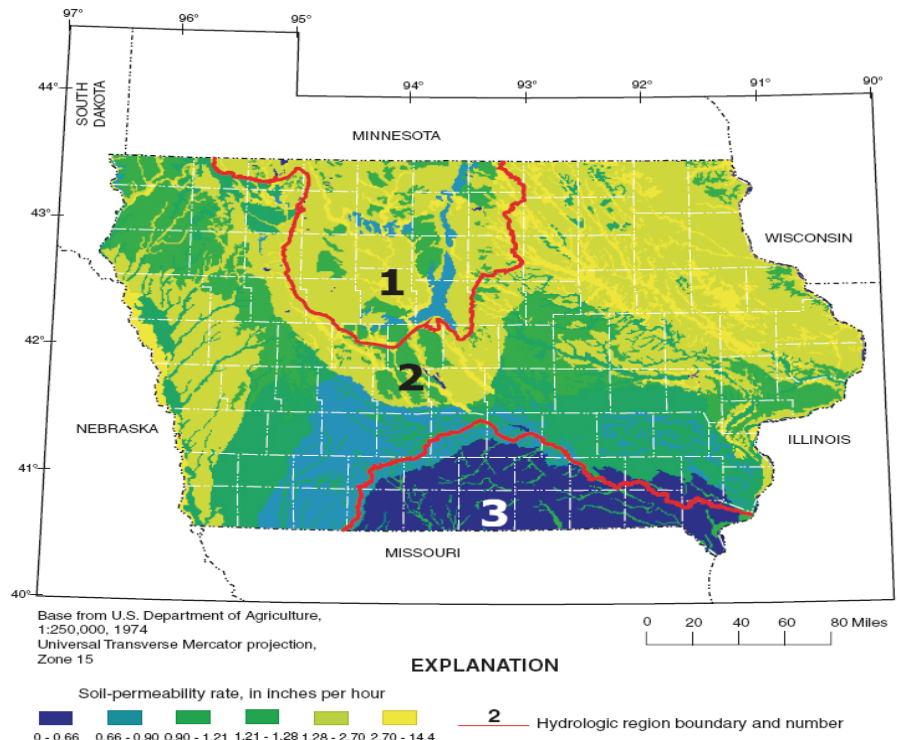 97°
96°
95°
44°
SOUTH
DAKOTA
94°
93°
92°
91°
90°
MINNESOTA
43°
WISCONSIN
1
42°
2
NEBRASKA
ILLINOIS
41°
3
MISSOURI
40°
Base from U.S. Department of Agriculture,
1:250,000, 1974
Universal Transverse Mercator projection,
Zone 15
0 20 40 60 80 Miles
EXPLANATION
Soil-permeability rate, in inches per hour
0 - 0.66 0.66 - 0.90 0.90 - 1.21 1.21 - 1.28 1.28 - 2.70 2.70 - 14.4
2 Hydrologic region boundary and number